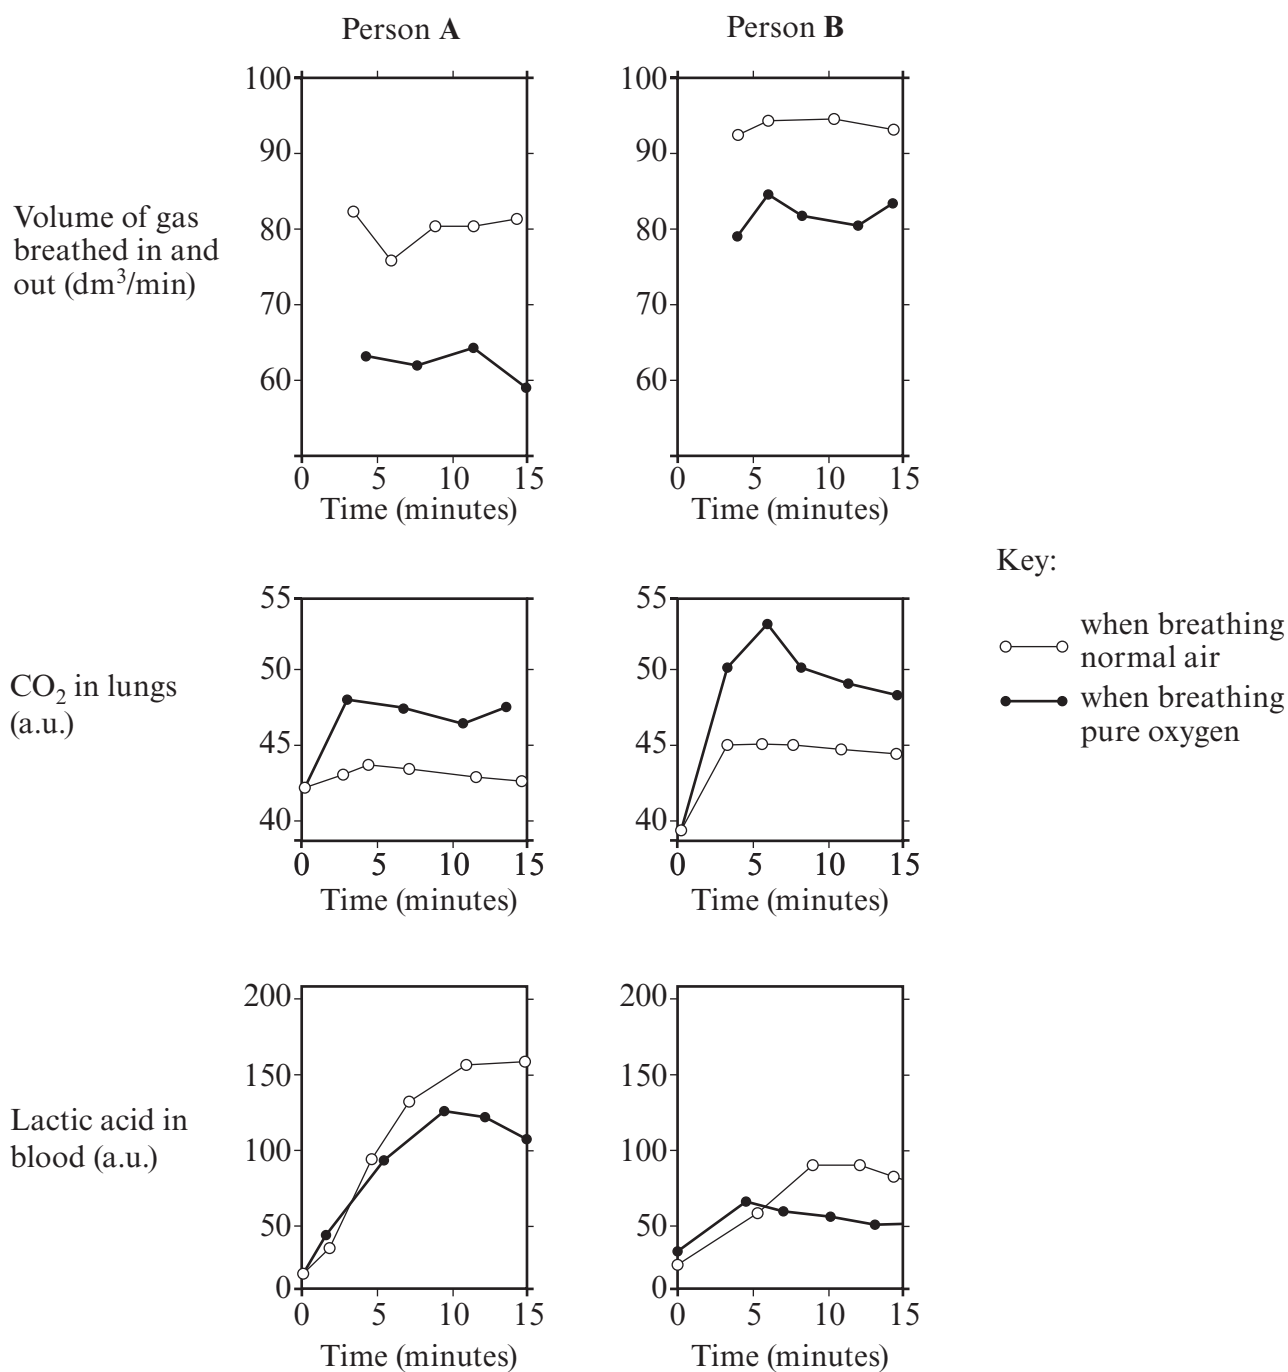 Person A
Person B
Volume of gas
breathed in and
out (dm³/min)
100
90
80
70
60
0 5 10 15
Time (minutes)
100
90
80
70
60
0 5 10 15
Time (minutes)
Key:
when breathing
normal air
when breathing
pure oxygen
CO₂ in lungs
(a.u.)
55
50
45
40
0 5 10 15
Time (minutes)
55
50
45
40
0 5 10 15
Time (minutes)
Lactic acid in
blood (a.u.)
200
150
100
50
0
0 5 10 15
Time (minutes)
200
150
100
50
0
0 5 10 15
Time (minutes)